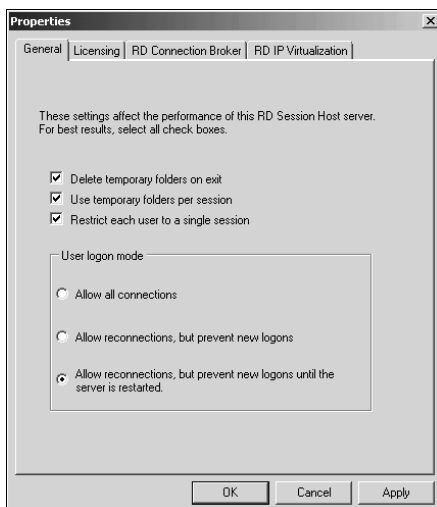 Properties
General
Licensing
RD Connection Broker
RD IP Virtualization
These settings affect the performance of this RD Session Host server.
For best results, select all check boxes.
Delete temporary folders on exit
Use temporary folders per session
Restrict each user to a single session
User logon mode
Allow all connections
Allow reconnections, but prevent new logons
Allow reconnections, but prevent new logons until the
server is restarted.
OK
Cancel
Apply